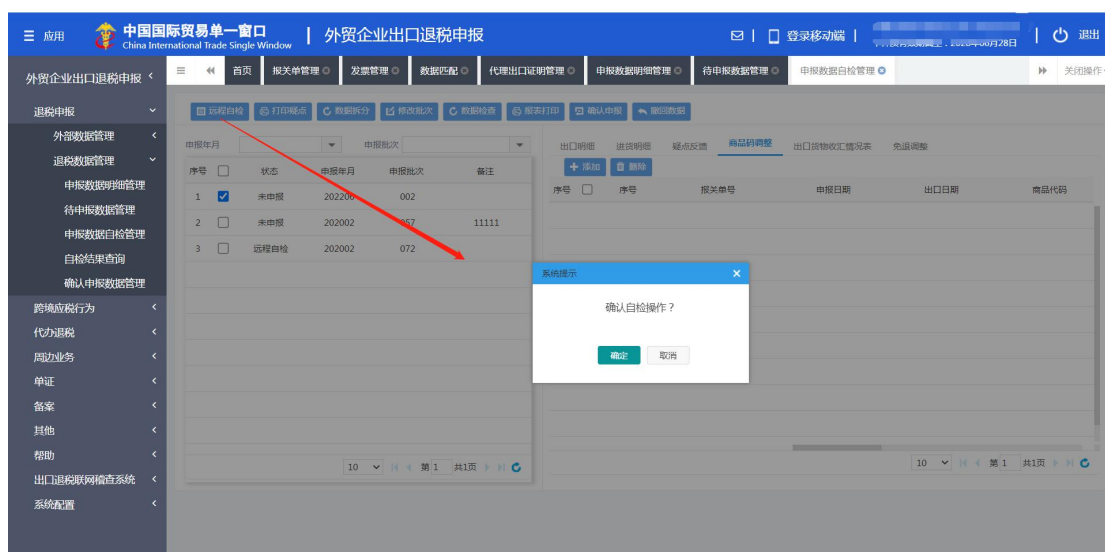 应用
中国国际贸易单一窗口
China International Trade Single Window
外贸企业出口退税申报
登录移动端
退出
外贸企业出口退税申报
首页 报关单管理 发票管理 数据匹配 代理出口证明管理 申报数据明细管理 待申报数据管理 申报数据自检管理 关闭操作
退税申报
外部数据管理
退税数据管理
申报数据明细管理
待申报数据管理
申报数据自检管理
自检结果查询
确认申报数据管理
跨境应税行为
代办退税
周边业务
单证
备案
其他
帮助
出口退税联网稽查系统
系统配置
远程自检 打印疑点 数据拆分 修改批次 数据检查 报表打印 确认申报 撤回数据
申报年月 申报批次
序号 状态 申报年月 申报批次 备注
1 未申报 202206 002
2 未申报 202002 057 11111
3 远程自检 202002 072
10 第 1 共1页
出口明细 进货明细 疑点反馈 商品码调整 出口货物收汇情况表 免退调整
添加 删除
序号 序号 报关单号 申报日期 出口日期 商品代码
10 第 1 共1页
系统提示
确认自检操作？
确定 取消